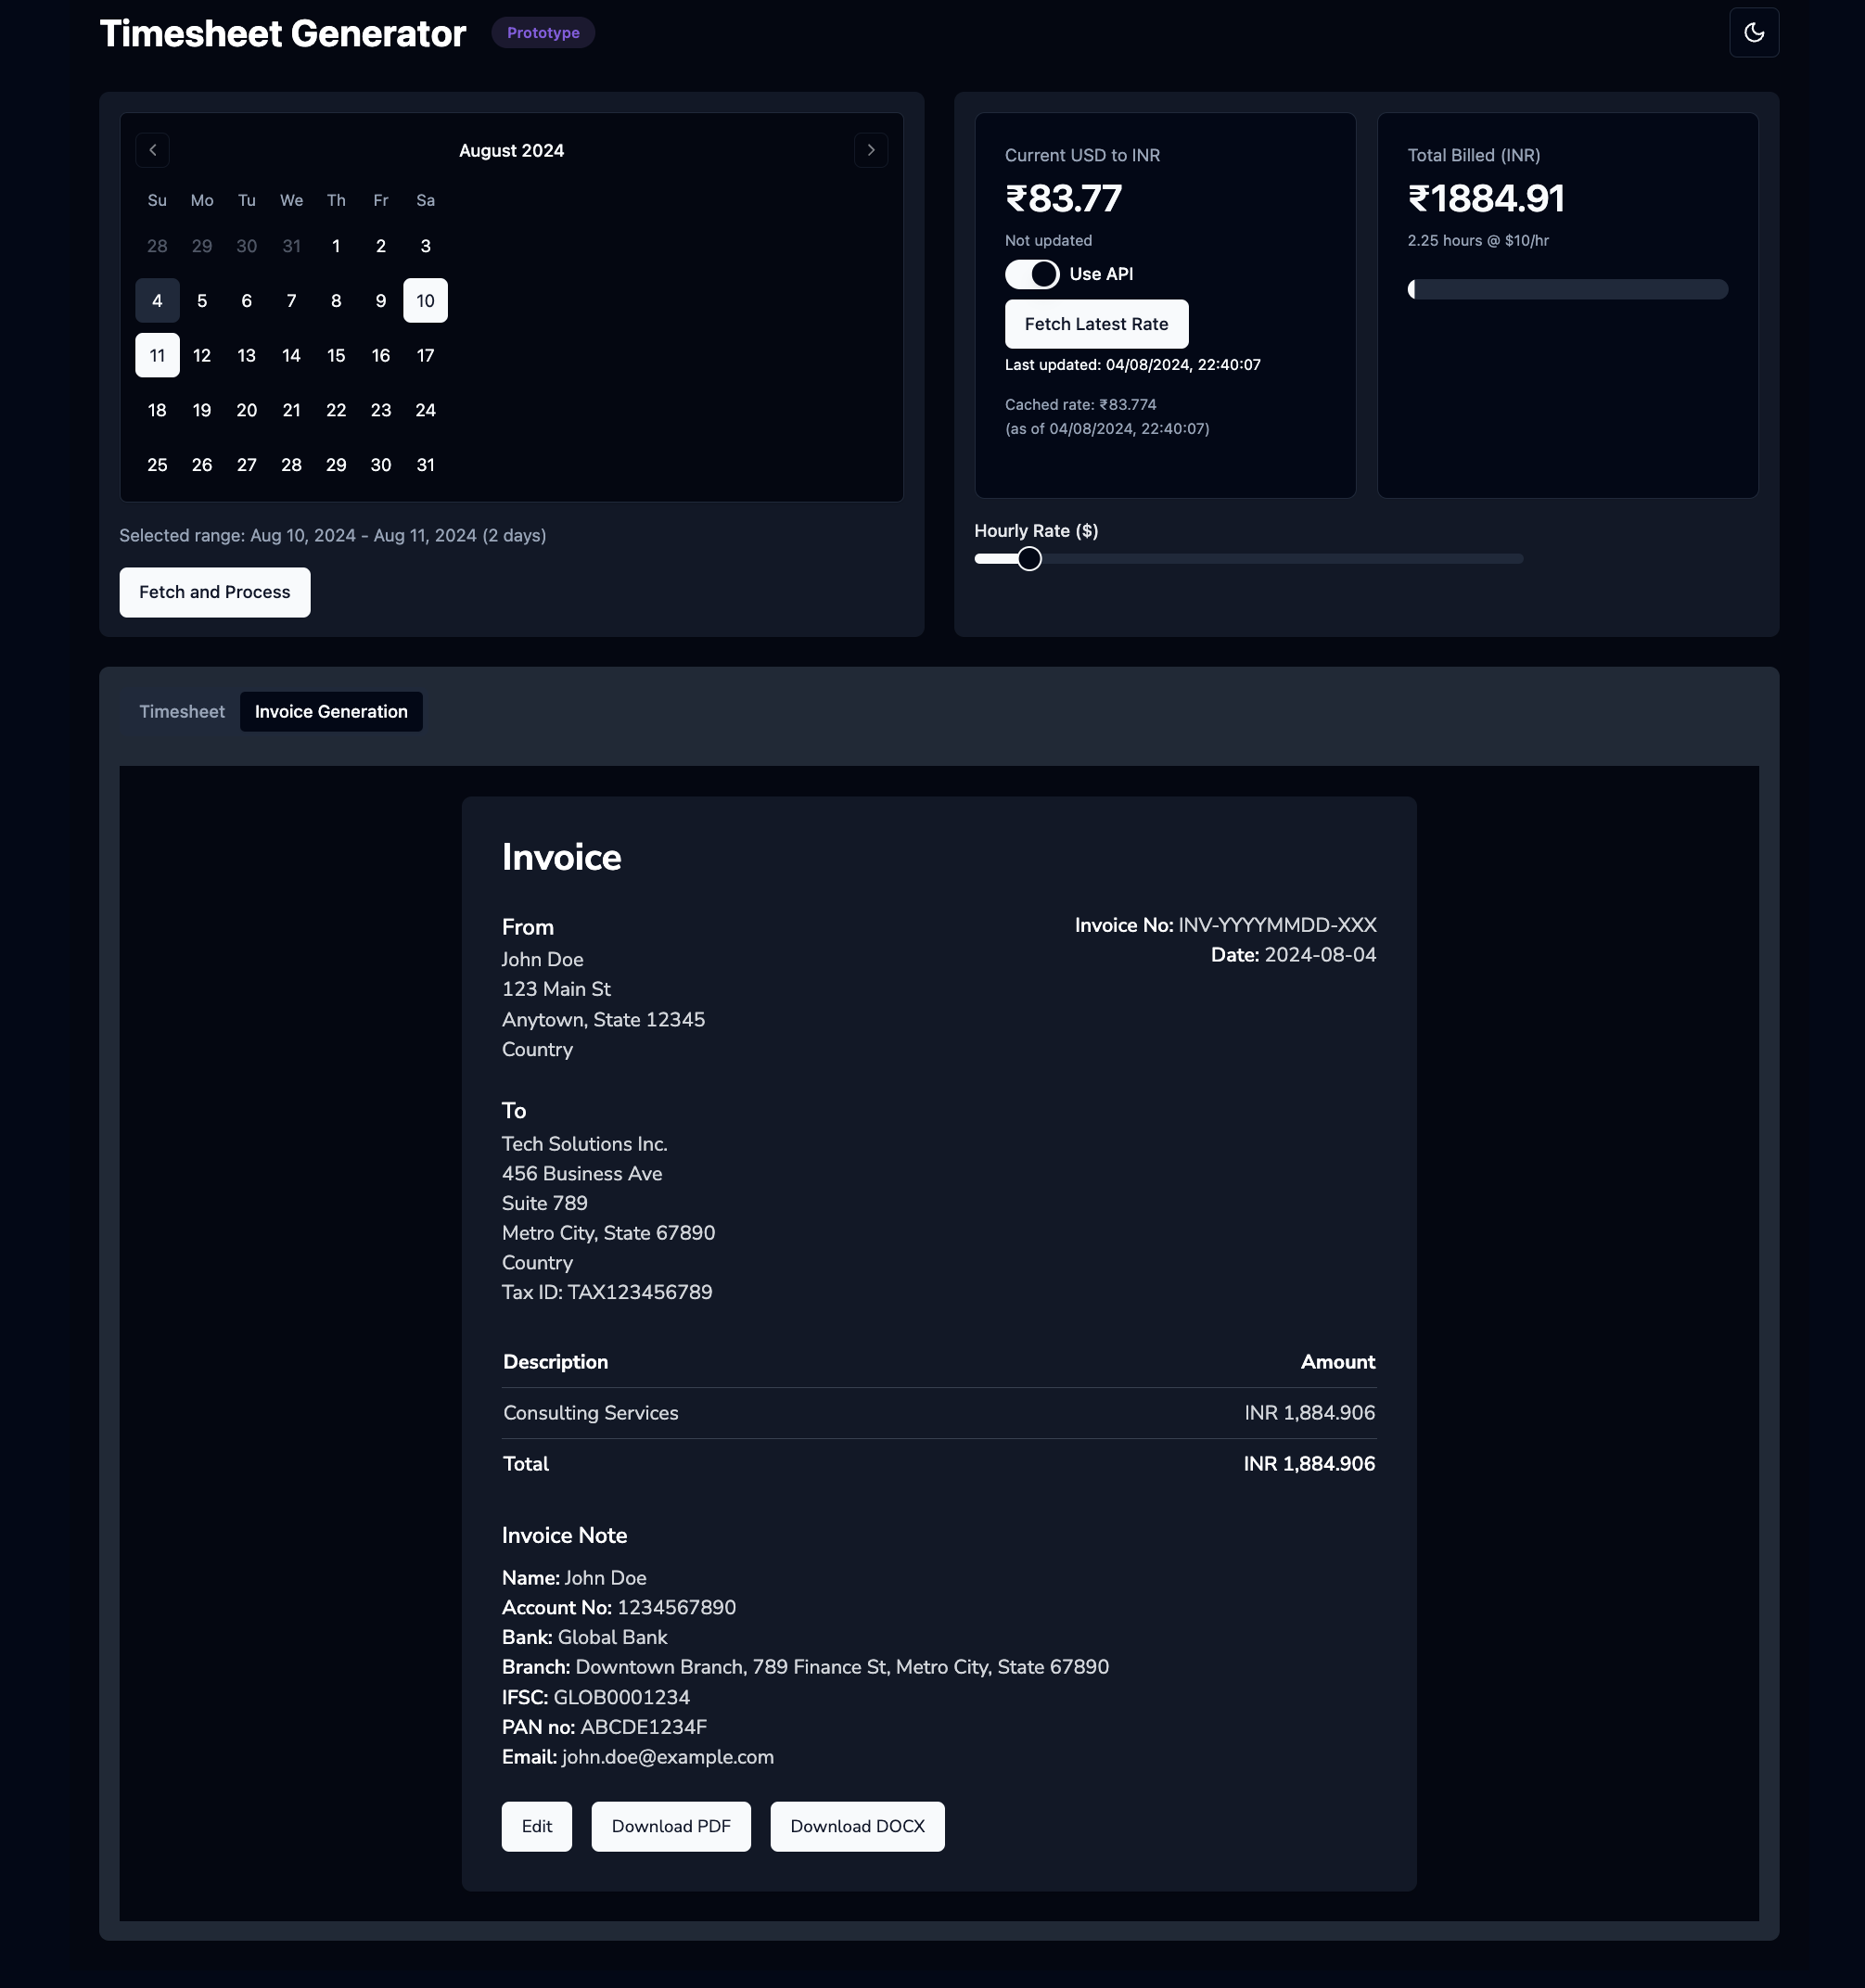 Timesheet Generator Prototype
August 2024
Su Mo Tu We Th Fr Sa
28 29 30 31 1 2 3
4 5 6 7 8 9 10
11 12 13 14 15 16 17
18 19 20 21 22 23 24
25 26 27 28 29 30 31
Selected range: Aug 10, 2024 - Aug 11, 2024 (2 days)
Fetch and Process
Current USD to INR
₹83.77
Not updated
Use API
Fetch Latest Rate
Last updated: 04/08/2024, 22:40:07
Cached rate: ₹83.774
(as of 04/08/2024, 22:40:07)
Total Billed (INR)
₹1884.91
2.25 hours @ $10/hr
Hourly Rate ($)
Timesheet Invoice Generation
Invoice
From
John Doe
123 Main St
Anytown, State 12345
Country
Invoice No: INV-YYYYMMDD-XXX
Date: 2024-08-04
To
Tech Solutions Inc.
456 Business Ave
Suite 789
Metro City, State 67890
Country
Tax ID: TAX123456789
Description Amount
Consulting Services INR 1,884.906
Total INR 1,884.906
Invoice Note
Name: John Doe
Account No: 1234567890
Bank: Global Bank
Branch: Downtown Branch, 789 Finance St, Metro City, State 67890
IFSC: GLOB0001234
PAN no: ABCDE1234F
Email: john.doe@example.com
Edit Download PDF Download DOCX